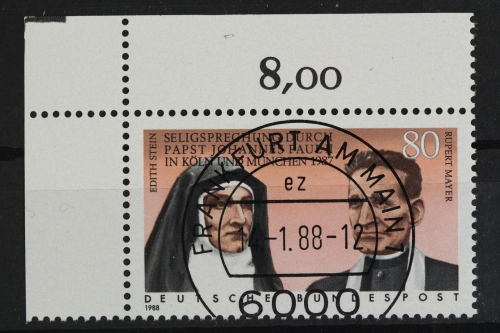 8,00
EDITH STEIN
SELIGSPRECHUNG DURCH
PAPST JOHANNES PAUL II.
IN KÖLN UND MÜNCHEN 1987
80
RUPERT MAYER
FRANKFURT AM MAIN
ez
14-1.88-12
6000
DEUTSCHE BUNDESPOST
1988